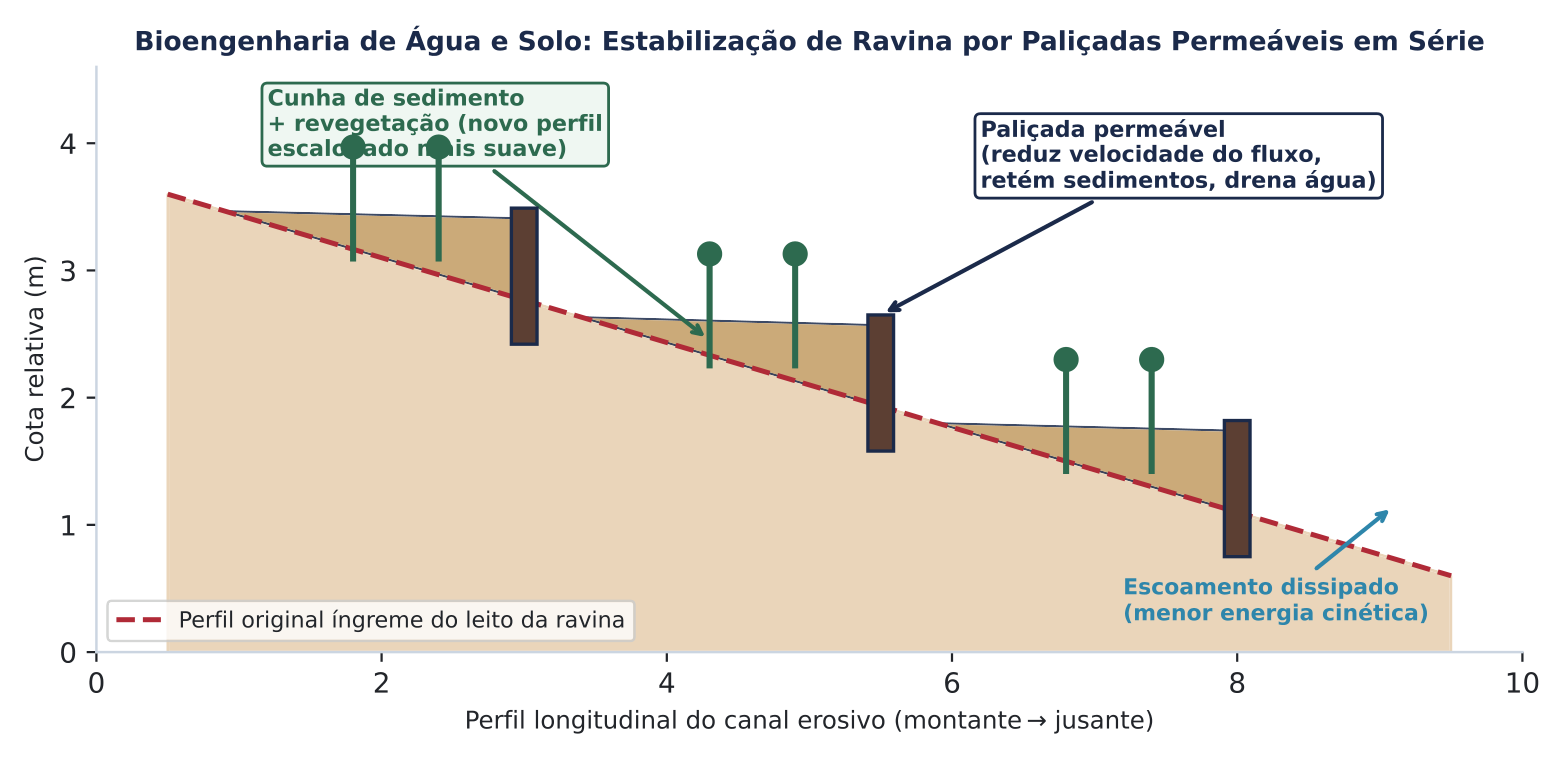 Bioengenharia de Água e Solo: Estabilização de Ravina por Paliçadas Permeáveis em Série
Cunha de sedimento
+ revegetação (novo perfil
mais suave)
Paliçada permeável
(reduz velocidade do fluxo,
retém sedimentos, drena água)
Cota relativa (m)
4
3
2
1
0
Escoamento dissipado
(menor energia cinética)
Perfil original íngreme do leito da ravina
0
2
4
6
8
10
Perfil longitudinal do canal erosivo (montante → jusante)